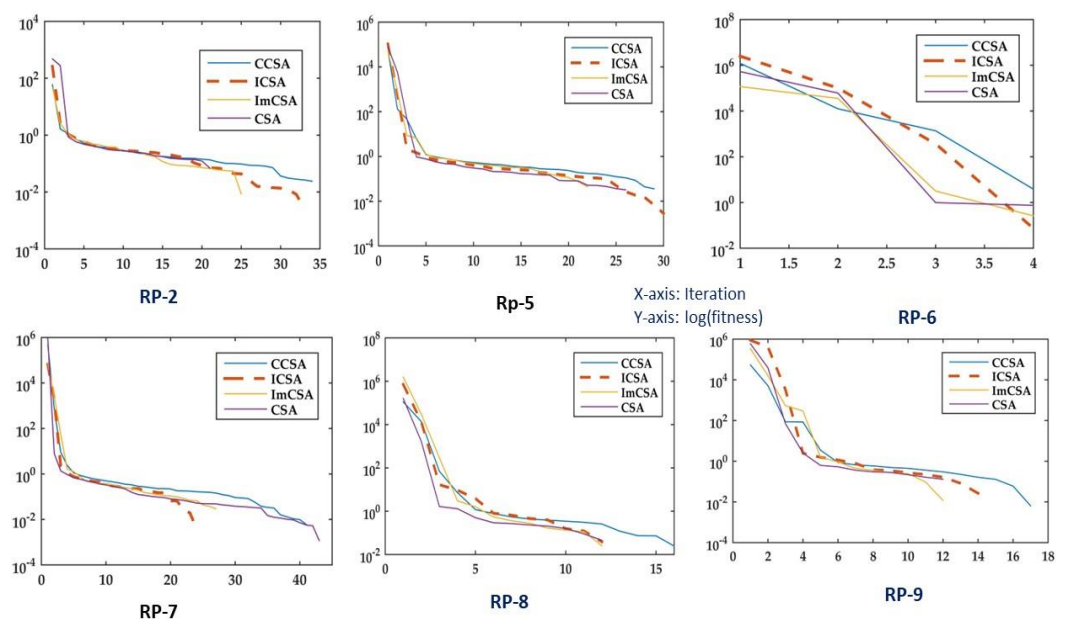 10^4
10^2
10^0
10^-2
10^-4
0 5 10 15 20 25 30 35
CCSA
ICSA
ImCSA
CSA
RP-2
10^6
10^4
10^2
10^0
10^-2
10^-4
0 5 10 15 20 25 30
CCSA
ICSA
ImCSA
CSA
Rp-5
10^8
10^6
10^4
10^2
10^0
10^-2
1 1.5 2 2.5 3 3.5 4
CCSA
ICSA
ImCSA
CSA
X-axis: Iteration
Y-axis: log(fitness)
RP-6
10^6
10^4
10^2
10^0
10^-2
10^-4
0 10 20 30 40
CCSA
ICSA
ImCSA
CSA
RP-7
10^8
10^6
10^4
10^2
10^0
10^-2
5 10 15
CCSA
ICSA
ImCSA
CSA
RP-8
10^6
10^4
10^2
10^0
10^-2
10^-4
0 2 4 6 8 10 12 14 16 18
CCSA
ICSA
ImCSA
CSA
RP-9